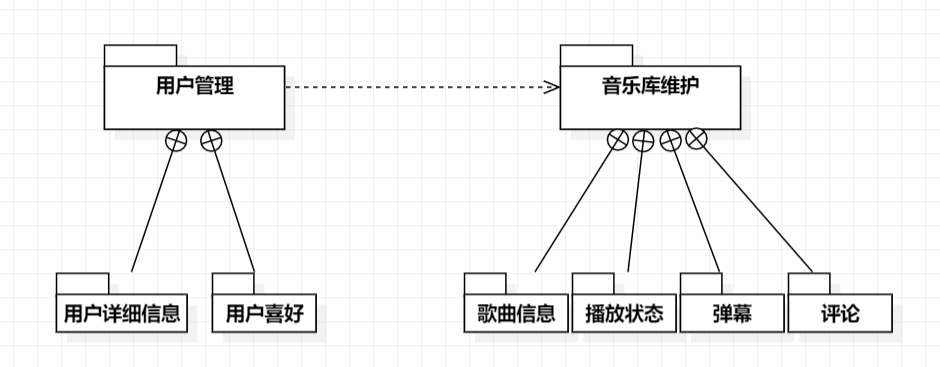 用户管理
音乐库维护
用户详细信息
用户喜好
歌曲信息
播放状态
弹幕
评论